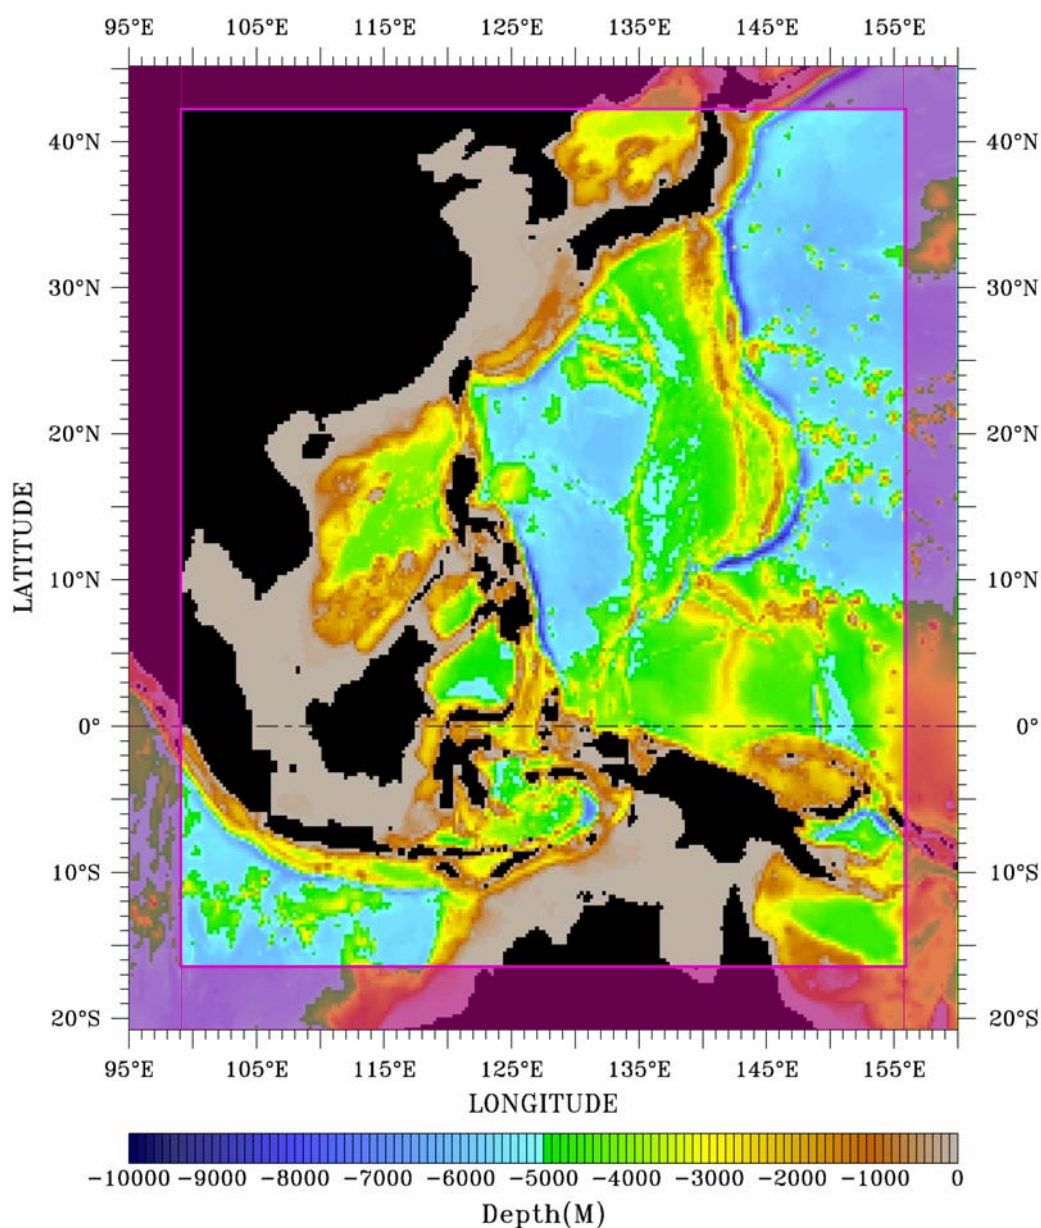 95°E 105°E 115°E 125°E 135°E 145°E 155°E
40°N 40°N
30°N 30°N
20°N 20°N
LATITUDE
10°N 10°N
0° 0°
10°S 10°S
20°S 20°S
95°E 105°E 115°E 125°E 135°E 145°E 155°E
LONGITUDE
−10000 −9000 −8000 −7000 −6000 −5000 −4000 −3000 −2000 −1000 0
Depth(M)